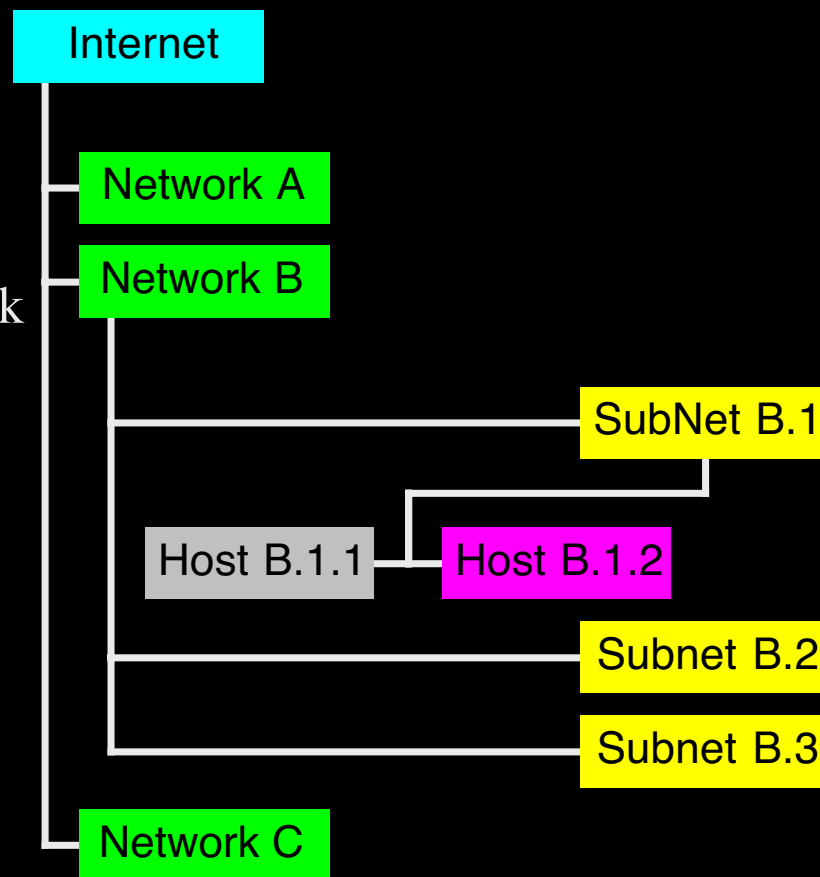 Internet
Network A
Network B
k
SubNet B.1
Host B.1.1
Host B.1.2
Subnet B.2
Subnet B.3
Network C